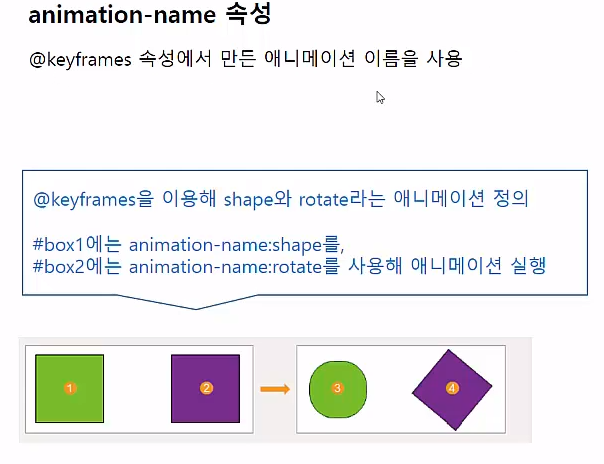 animation-name 속성
@keyframes 속성에서 만든 애니메이션 이름을 사용
@keyframes을 이용해 shape와 rotate라는 애니메이션 정의
#box1에는 animation-name:shape를,
#box2에는 animation-name:rotate를 사용해 애니메이션 실행
1 2 3 4